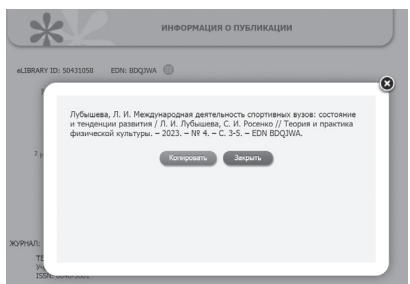 ИНФОРМАЦИЯ О ПУБЛИКАЦИИ
eLIBRARY ID: 50431058 EDN: BDQJWA
Лубышева, Л. И. Международная деятельность спортивных вузов: состояние
и тенденции развития / Л. И. Лубышева, С. И. Росенко // Теория и практика
физической культуры. – 2023. – № 4. – С. 3-5. – EDN BDQJWA.
Копировать Закрыть
ЖУРНАЛ:
ISSN: